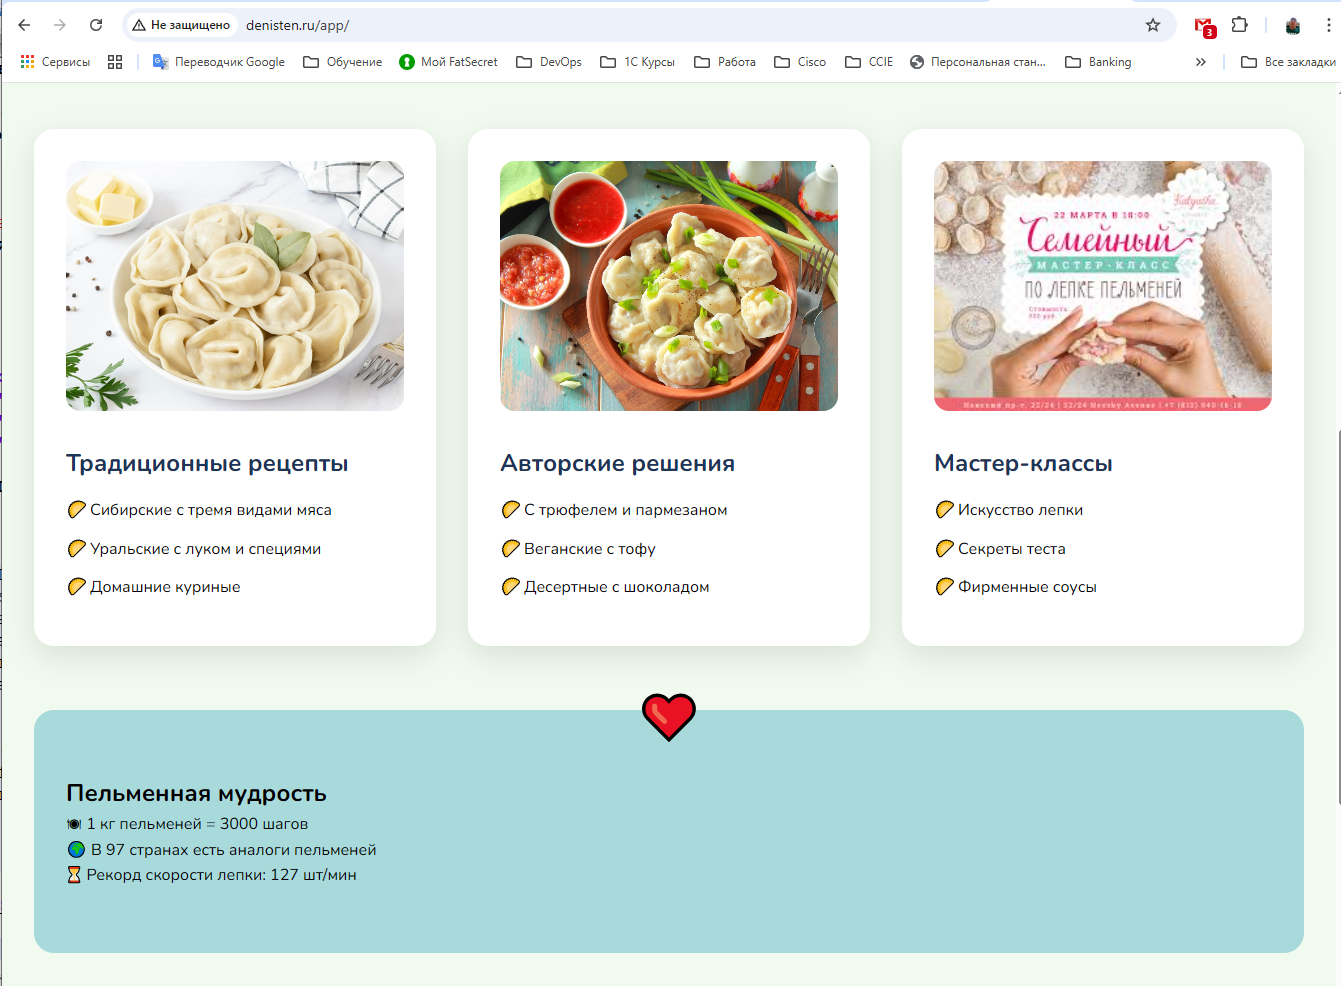 Не защищено
denisten.ru/app/
3
Сервисы
Переводчик Google
Обучение
Мой FatSecret
DevOps
1С Курсы
Работа
Cisco
CCIE
Персональная стан...
Banking
»
Все закладки
22 МАРТА В 18:00
Семейный
МАСТЕР-КЛАСС
ПО ЛЕПКЕ ПЕЛЬМЕНЕЙ
Стоимость:
Традиционные рецепты
Сибирские с тремя видами мяса
Уральские с луком и специями
Домашние куриные
Авторские решения
С трюфелем и пармезаном
Веганские с тофу
Десертные с шоколадом
Мастер-классы
Искусство лепки
Секреты теста
Фирменные соусы
Пельменная мудрость
1 кг пельменей = 3000 шагов
В 97 странах есть аналоги пельменей
Рекорд скорости лепки: 127 шт/мин